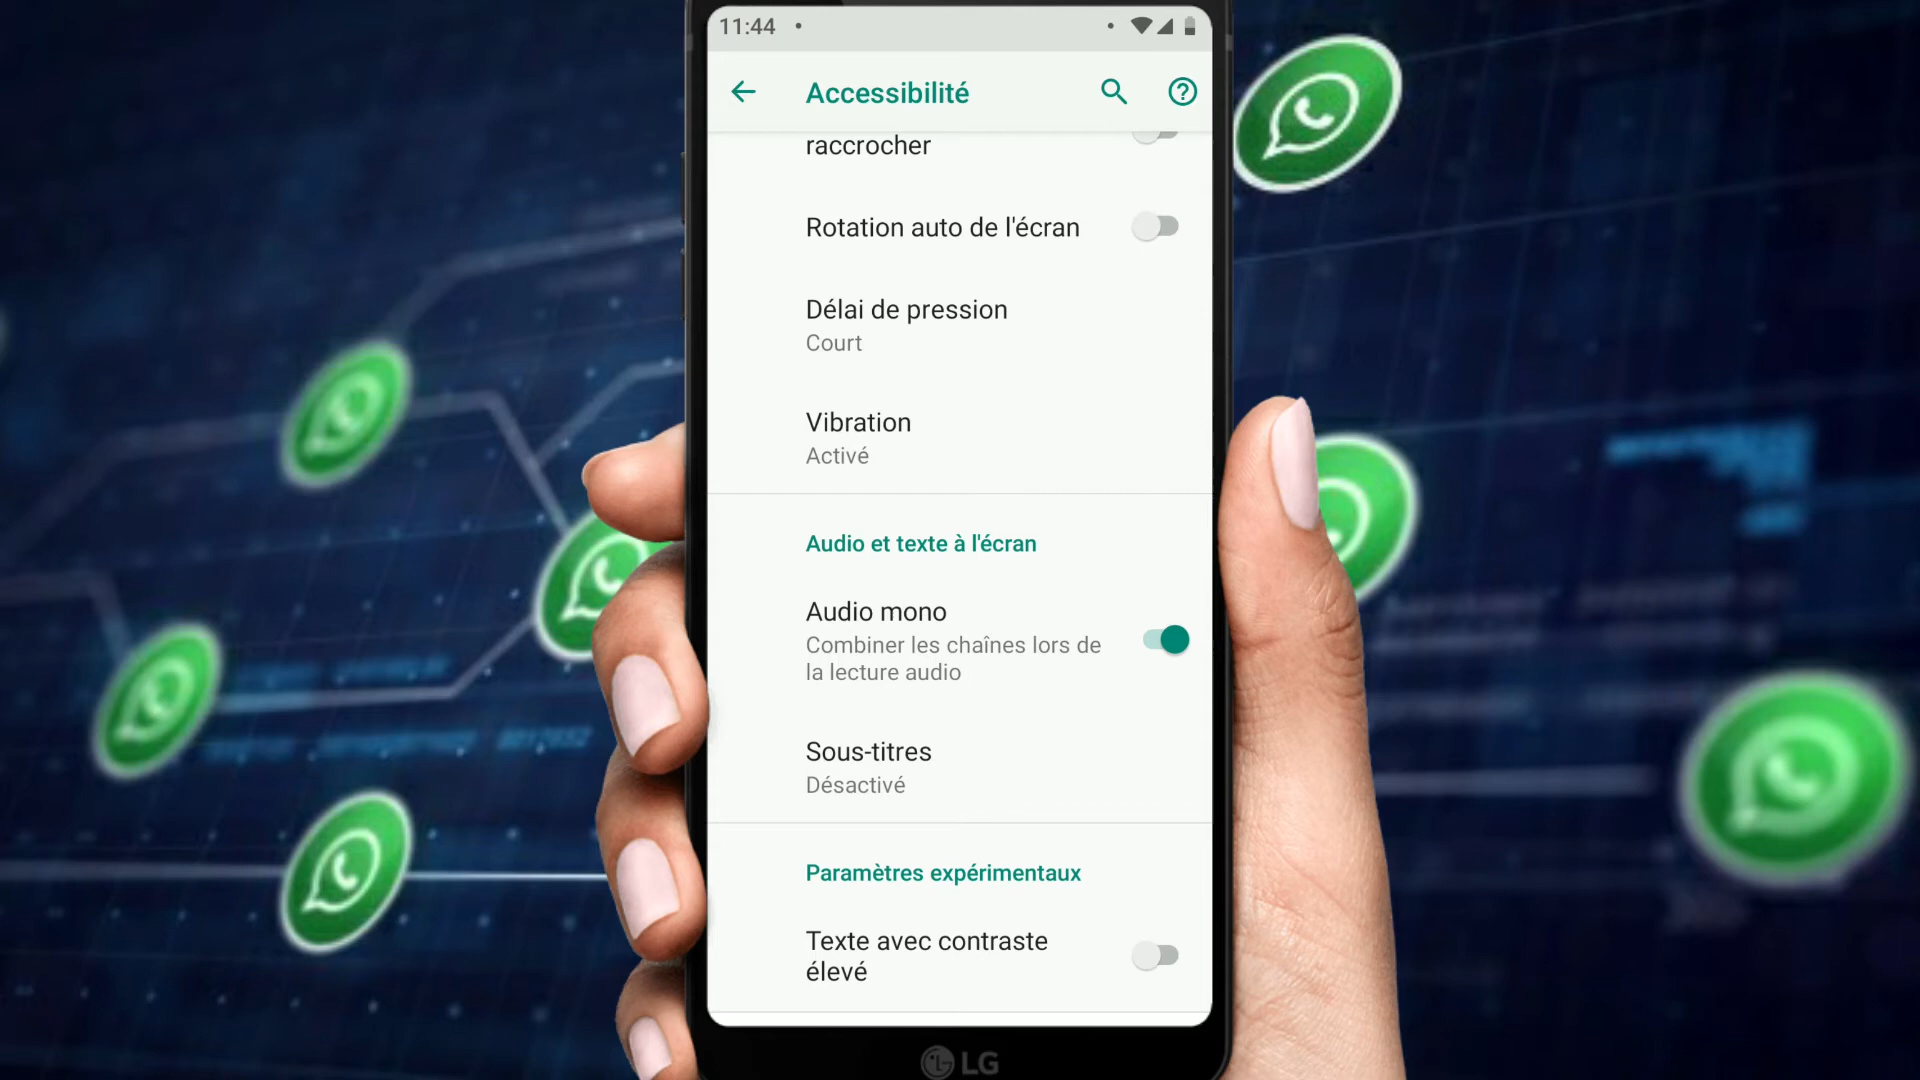 11:44
Accessibilité
raccrocher
Rotation auto de l'écran
Délai de pression
Court
Vibration
Activé
Audio et texte à l'écran
Audio mono
Combiner les chaînes lors de
la lecture audio
Sous-titres
Désactivé
Paramètres expérimentaux
Texte avec contraste
élevé
LG